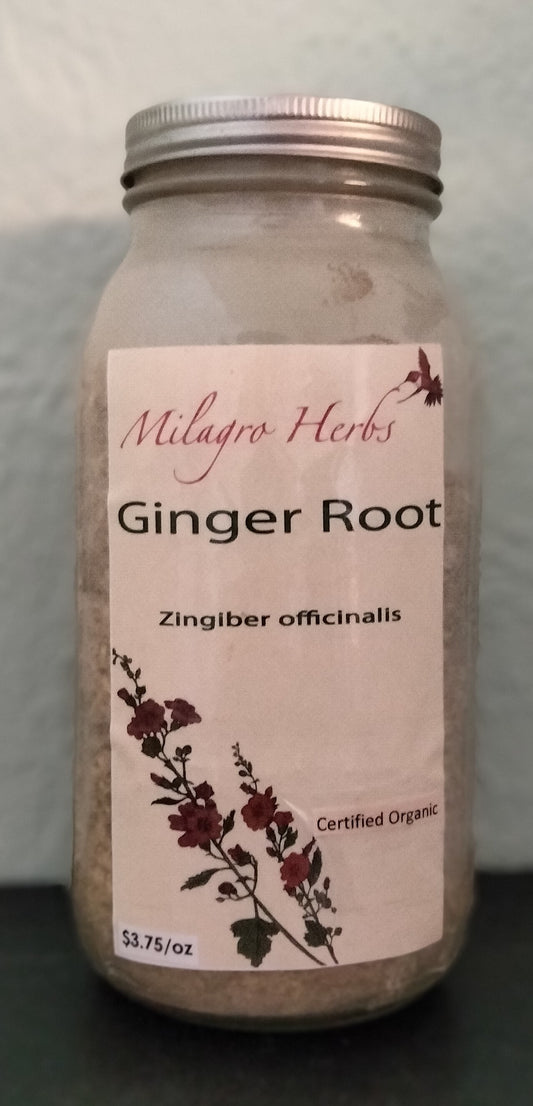 Milagro Herbs
Ginger Root
Zingiber officinalis
Certified Organic
$3.75/oz